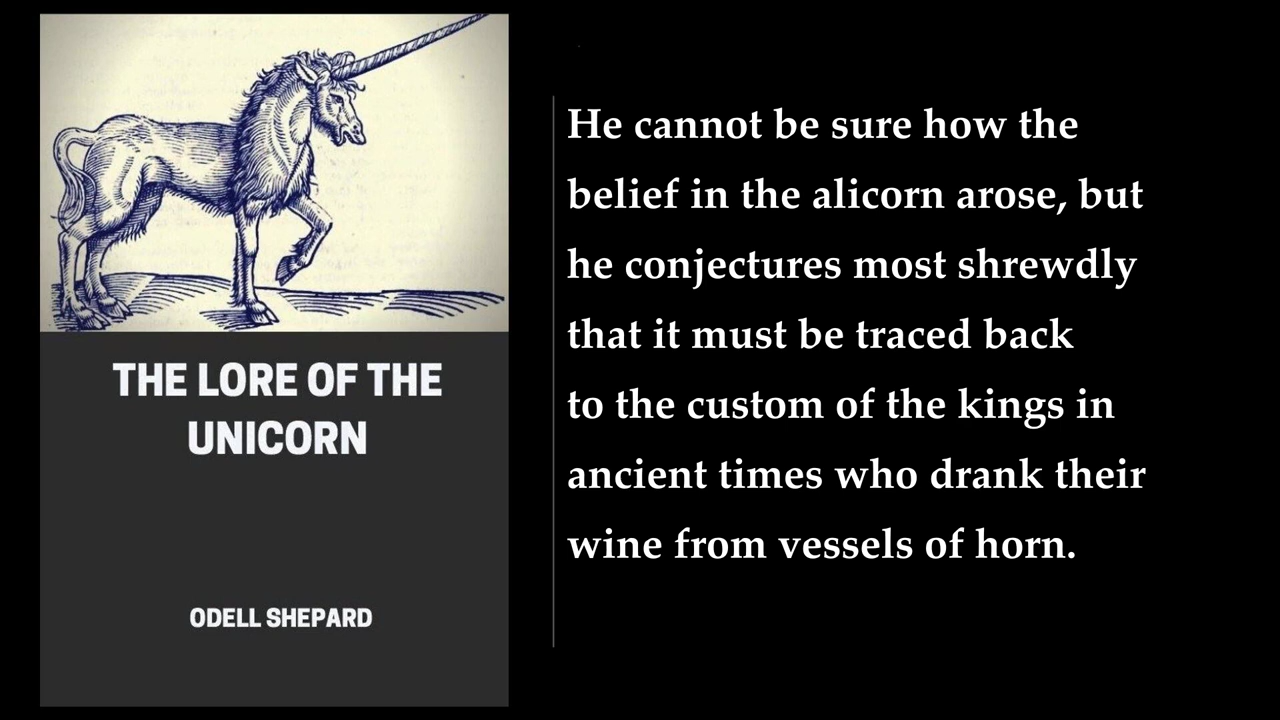 THE LORE OF THE
UNICORN
ODELL SHEPARD
He cannot be sure how the
belief in the alicorn arose, but
he conjectures most shrewdly
that it must be traced back
to the custom of the kings in
ancient times who drank their
wine from vessels of horn.